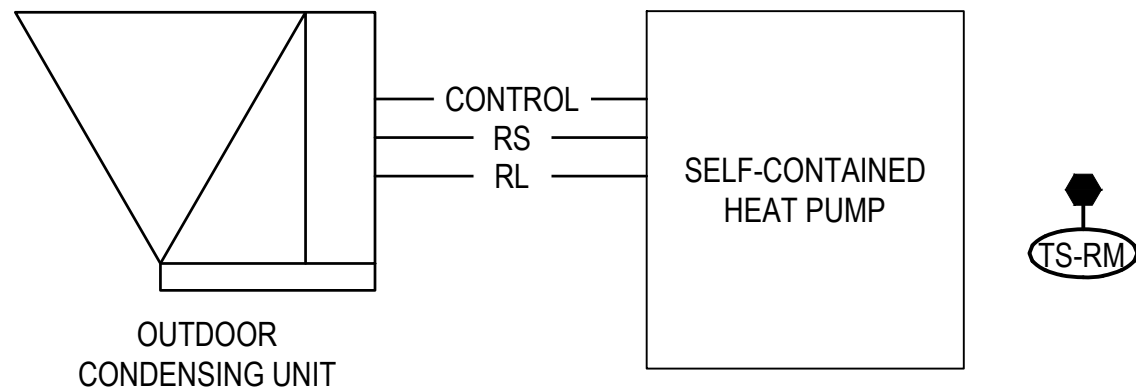 CONTROL
RS
RL
SELF-CONTAINED
HEAT PUMP
TS-RM
OUTDOOR
CONDENSING UNIT